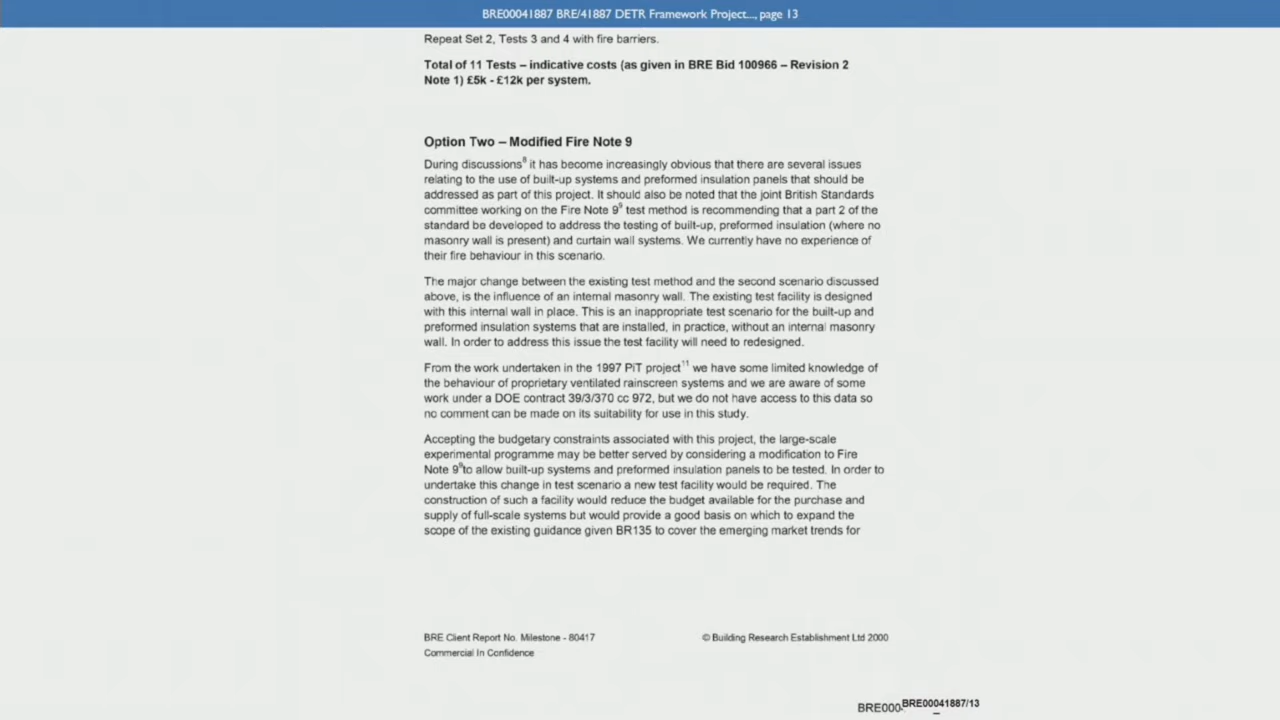 BRE00041887 BRE/41887 DETR Framework Project..., page 13
Repeat Set 2, Tests 3 and 4 with fire barriers.
Total of 11 Tests – indicative costs (as given in BRE Bid 100966 – Revision 2
Note 1) £5k - £12k per system.
Option Two – Modified Fire Note 9
During discussions8 it has become increasingly obvious that there are several issues
relating to the use of built-up systems and preformed insulation panels that should be
addressed as part of this project. It should also be noted that the joint British Standards
committee working on the Fire Note 99 test method is recommending that a part 2 of the
standard be developed to address the testing of built-up, preformed insulation (where no
masonry wall is present) and curtain wall systems. We currently have no experience of
their fire behaviour in this scenario.
The major change between the existing test method and the second scenario discussed
above, is the influence of an internal masonry wall. The existing test facility is designed
with this internal wall in place. This is an inappropriate test scenario for the built-up and
preformed insulation systems that are installed, in practice, without an internal masonry
wall. In order to address this issue the test facility will need to redesigned.
From the work undertaken in the 1997 PiT project11 we have some limited knowledge of
the behaviour of proprietary ventilated rainscreen systems and we are aware of some
work under a DOE contract 39/3/370 cc 972, but we do not have access to this data so
no comment can be made on its suitability for use in this study.
Accepting the budgetary constraints associated with this project, the large-scale
experimental programme may be better served by considering a modification to Fire
Note 99to allow built-up systems and preformed insulation panels to be tested. In order to
undertake this change in test scenario a new test facility would be required. The
construction of such a facility would reduce the budget available for the purchase and
supply of full-scale systems but would provide a good basis on which to expand the
scope of the existing guidance given BR135 to cover the emerging market trends for
BRE Client Report No. Milestone - 80417
© Building Research Establishment Ltd 2000
Commercial In Confidence
BRE000
BRE00041887/13